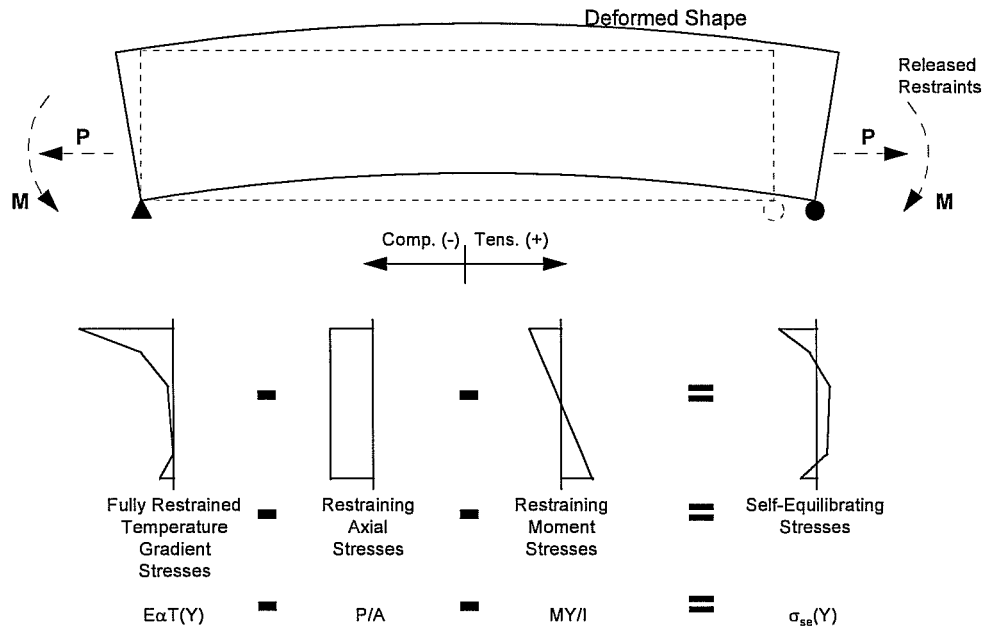 Deformed Shape
Released
Restraints
P
P
M
M
Comp. (-) Tens. (+)
- - =
Fully Restrained
Temperature
Gradient
Stresses
-
Restraining
Axial
Stresses
-
Restraining
Moment
Stresses
=
Self-Equilibrating
Stresses
EαT(Y) - P/A - MY/I = σse(Y)